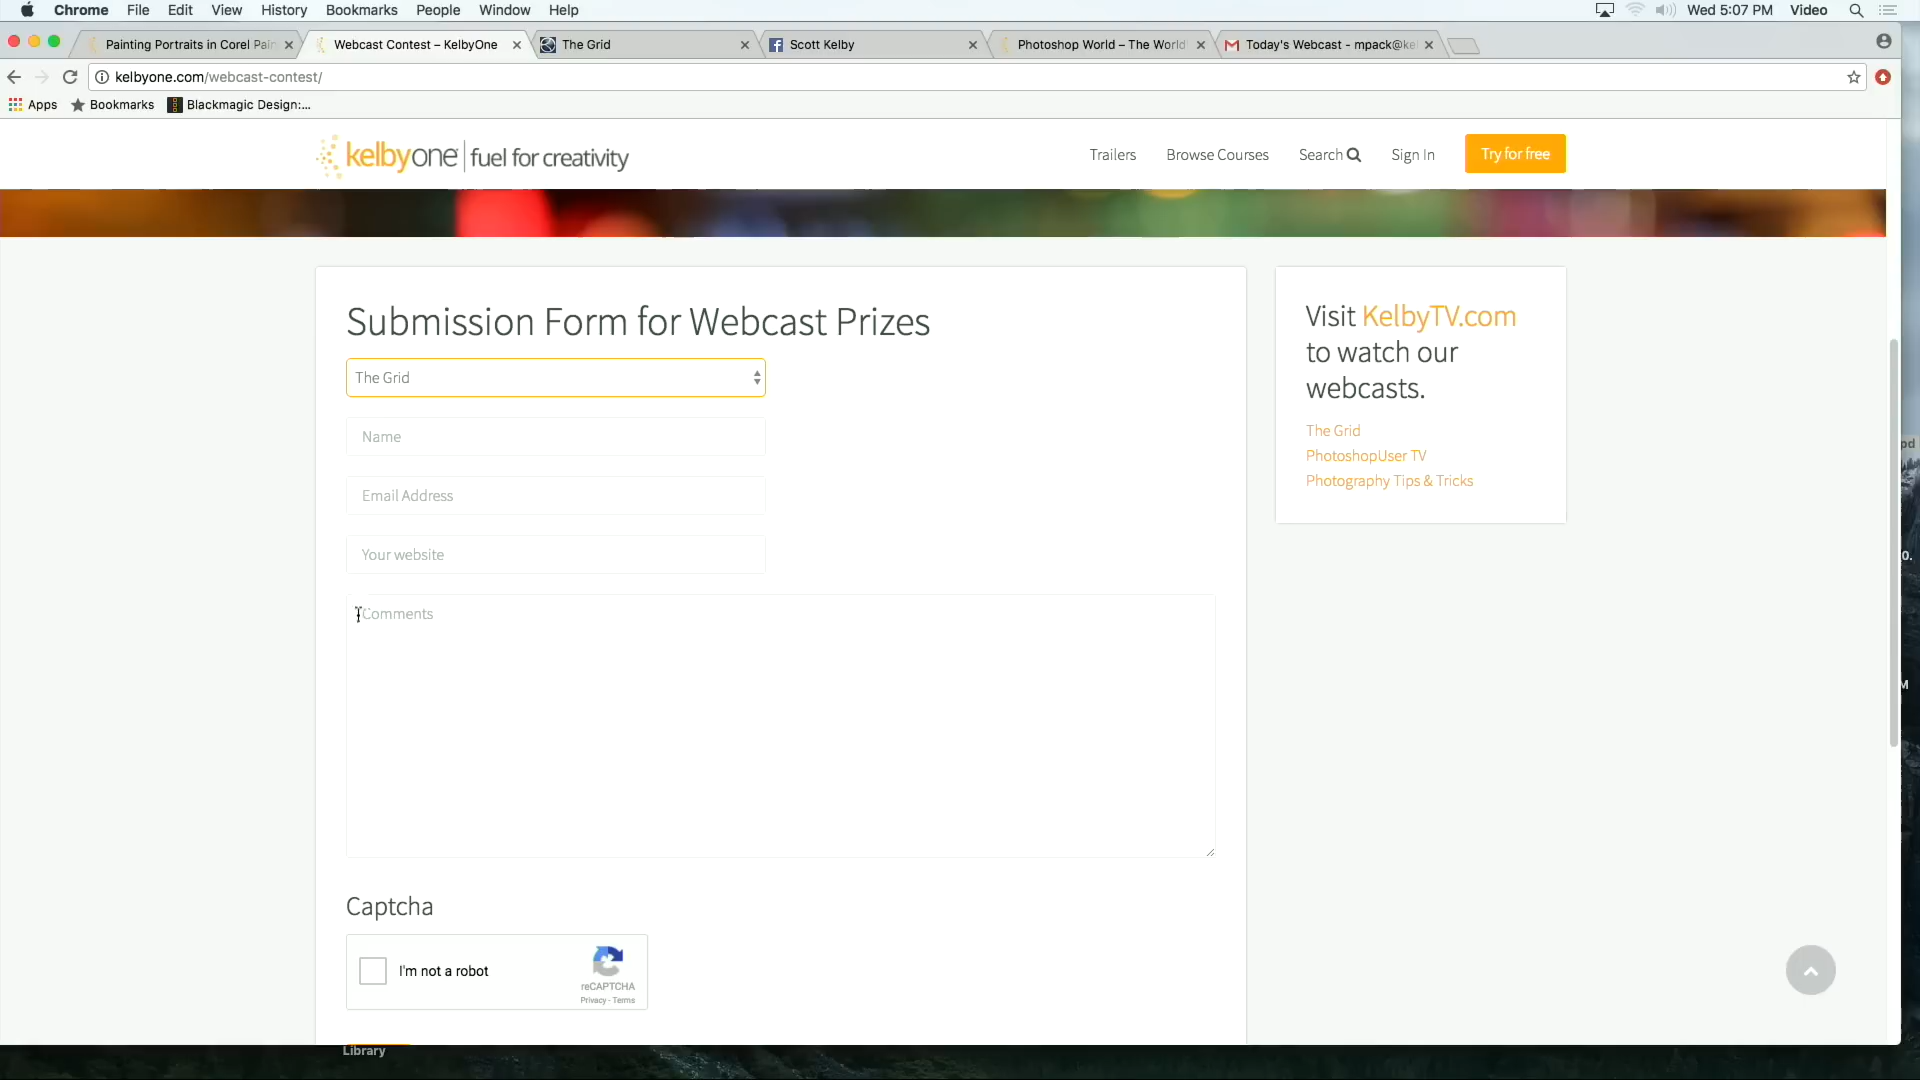 Chrome File Edit View History Bookmarks People Window Help Wed 5:07 PM Video
Painting Portraits in Corel Pain Webcast Contest – KelbyOne The Grid Scott Kelby Photoshop World – The World Today's Webcast - mpack@kel
kelbyone.com/webcast-contest/
Apps Bookmarks Blackmagic Design:...
kelbyone fuel for creativity Trailers Browse Courses Search Sign In Try for free
Submission Form for Webcast Prizes
The Grid
Name
Email Address
Your website
Comments
Captcha
I'm not a robot
reCAPTCHA
Privacy - Terms
Visit KelbyTV.com
to watch our
webcasts.
The Grid
PhotoshopUser TV
Photography Tips & Tricks
pd
0.
M
Library